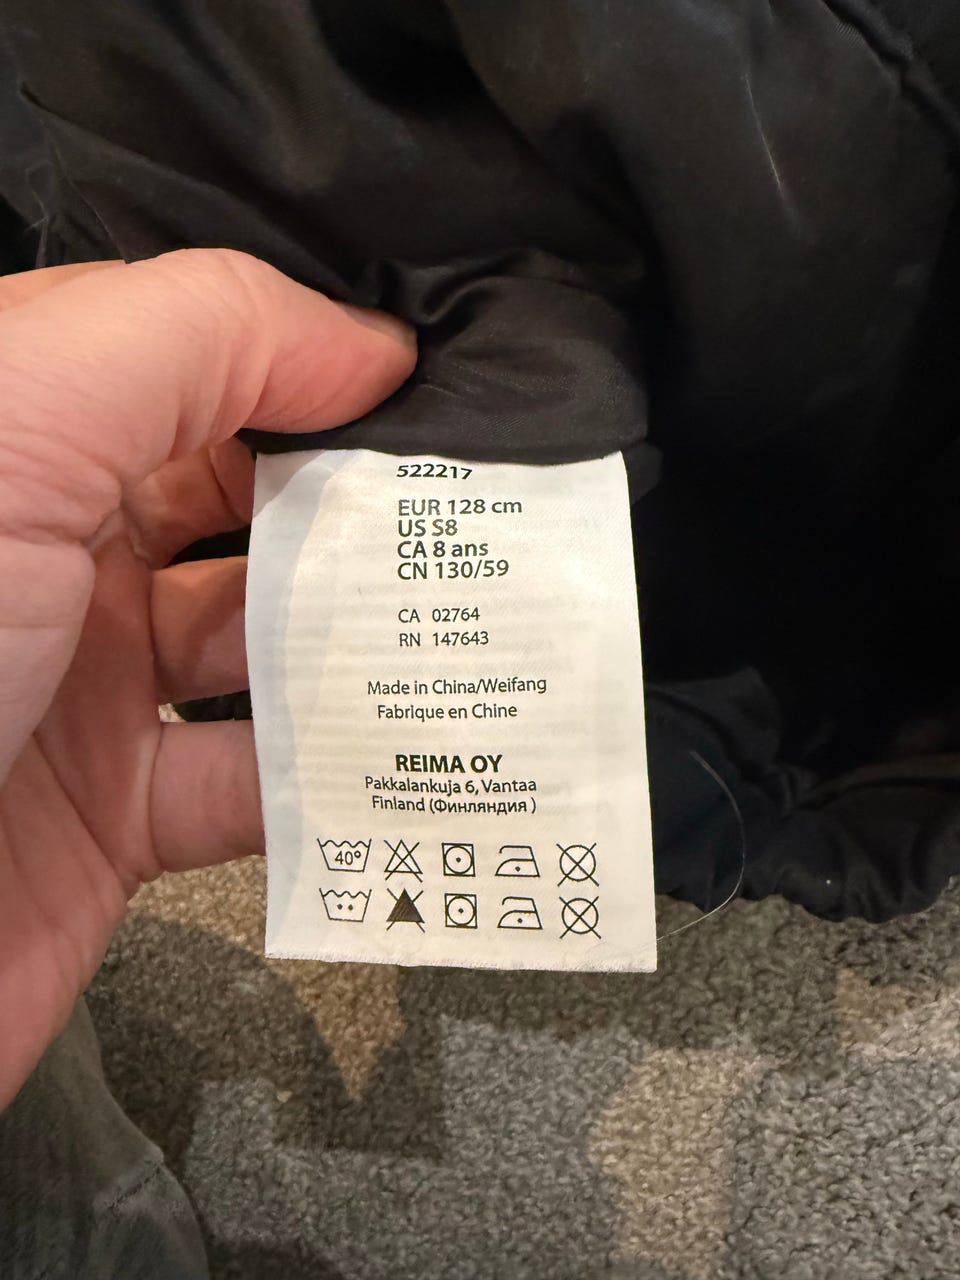 522217
EUR 128 cm
US S8
CA 8 ans
CN 130/59
CA 02764
RN 147643
Made in China/Weifang
Fabrique en Chine
REIMA OY
Pakkalankuja 6, Vantaa
Finland (Финляндия )
40°